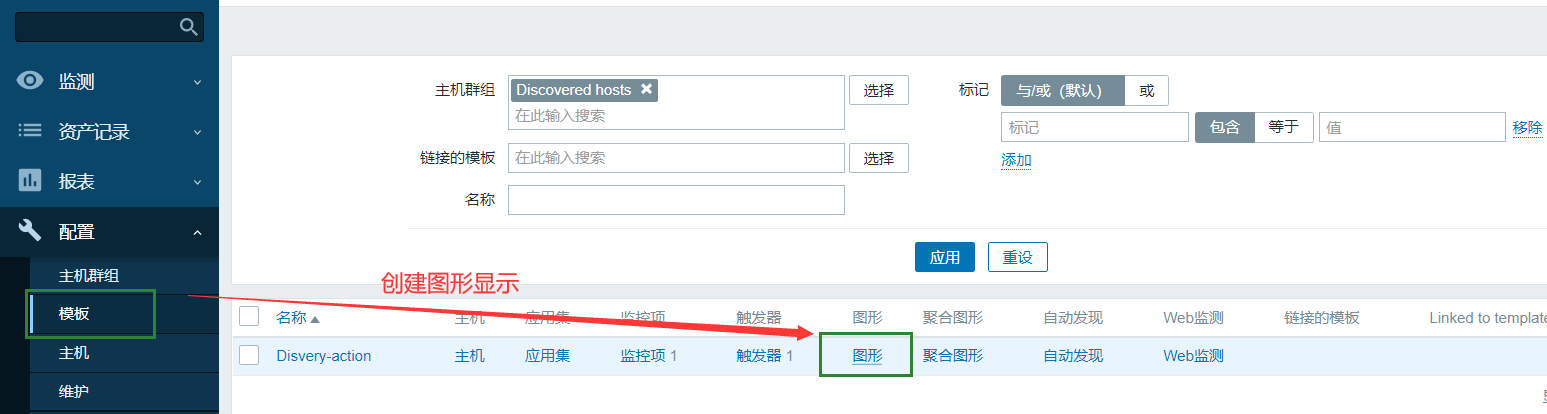 监测
资产记录
报表
配置
主机群组
模板
主机
维护
主机群组 Discovered hosts 选择 标记 与/或（默认） 或
在此输入搜索
标记 包含 等于 值 移除
链接的模板 在此输入搜索 选择 添加
名称
应用 重设
创建图形显示
名称 主机 应用集 监控项 触发器 图形 聚合图形 自动发现 Web监测 链接的模板 Linked to template
Disvery-action 主机 应用集 监控项 1 触发器 1 图形 聚合图形 自动发现 Web监测